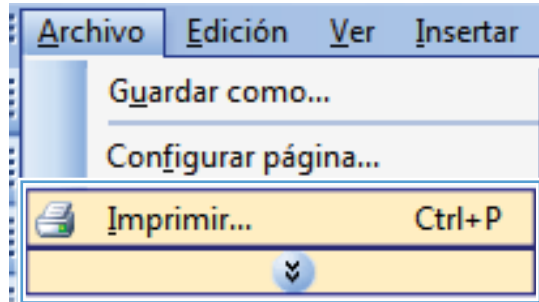 Archivo Edición Ver Insertar
Guardar como...
Configurar página...
Imprimir... Ctrl+P